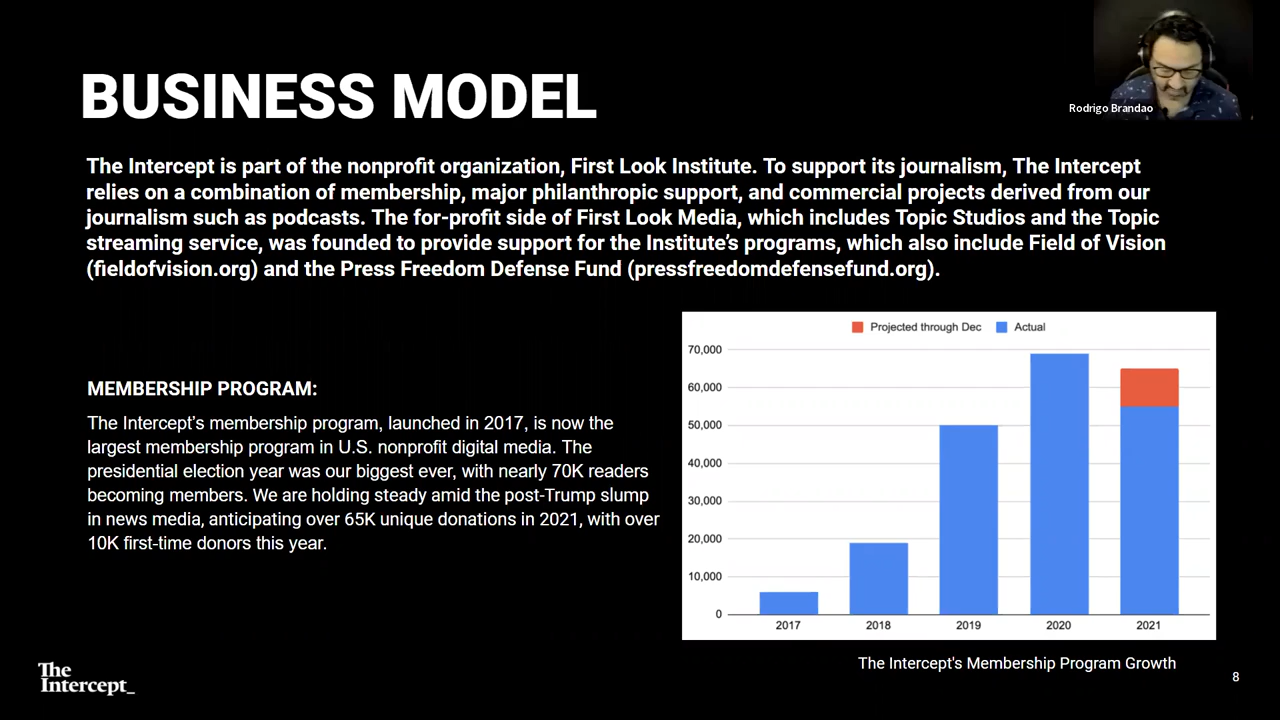 Rodrigo Brandao
BUSINESS MODEL
The Intercept is part of the nonprofit organization, First Look Institute. To support its journalism, The Intercept
relies on a combination of membership, major philanthropic support, and commercial projects derived from our
journalism such as podcasts. The for-profit side of First Look Media, which includes Topic Studios and the Topic
streaming service, was founded to provide support for the Institute’s programs, which also include Field of Vision
(fieldofvision.org) and the Press Freedom Defense Fund (pressfreedomdefensefund.org).
MEMBERSHIP PROGRAM:
The Intercept’s membership program, launched in 2017, is now the
largest membership program in U.S. nonprofit digital media. The
presidential election year was our biggest ever, with nearly 70K readers
becoming members. We are holding steady amid the post-Trump slump
in news media, anticipating over 65K unique donations in 2021, with over
10K first-time donors this year.
Projected through Dec Actual
70,000
60,000
50,000
40,000
30,000
20,000
10,000
0
2017 2018 2019 2020 2021
The Intercept's Membership Program Growth
The
Intercept_
8